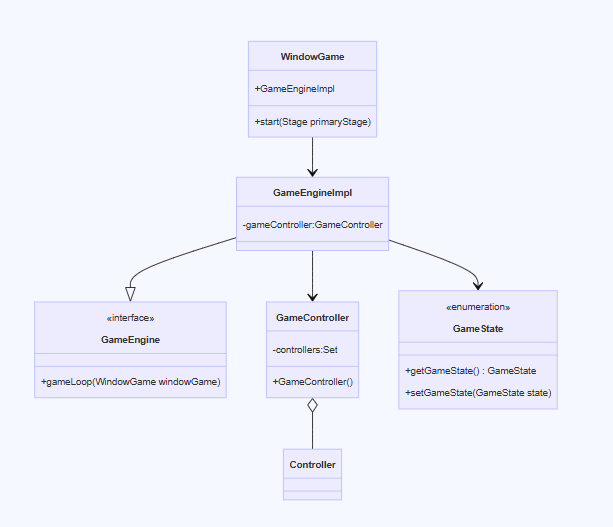 WindowGame
+GameEngineImpl
+start(Stage primaryStage)
GameEngineImpl
-gameController:GameController
«interface»
GameEngine
+gameLoop(WindowGame windowGame)
GameController
-controllers:Set
+GameController()
«enumeration»
GameState
+getGameState() : GameState
+setGameState(GameState state)
Controller